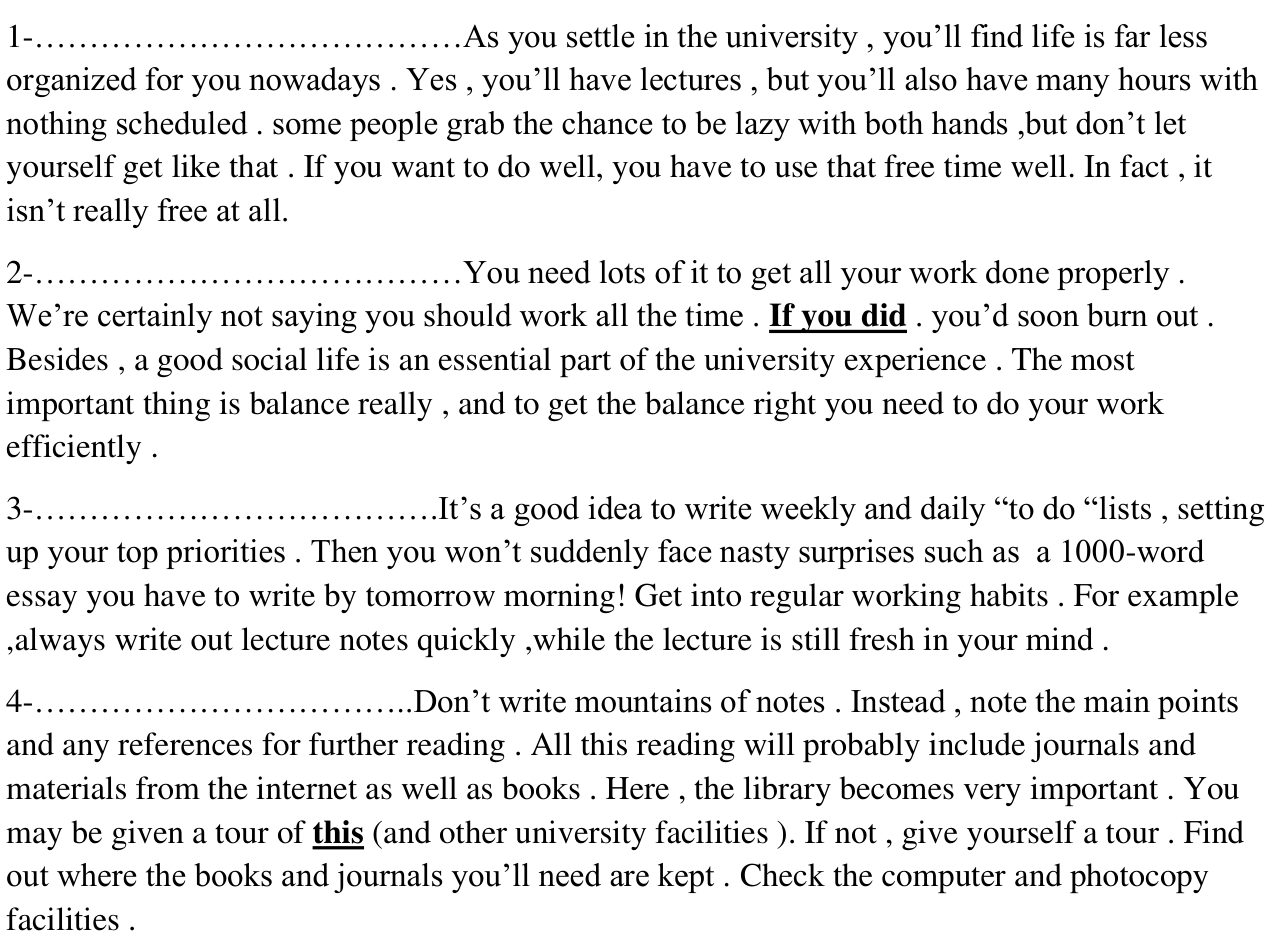 1-…………………………………As you settle in the university , you’ll find life is far less
organized for you nowadays . Yes , you’ll have lectures , but you’ll also have many hours with
nothing scheduled . some people grab the chance to be lazy with both hands ,but don’t let
yourself get like that . If you want to do well, you have to use that free time well. In fact , it
isn’t really free at all.
2-…………………………………You need lots of it to get all your work done properly .
We’re certainly not saying you should work all the time . If you did . you’d soon burn out .
Besides , a good social life is an essential part of the university experience . The most
important thing is balance really , and to get the balance right you need to do your work
efficiently .
3-……………………………….It’s a good idea to write weekly and daily “to do “lists , setting
up your top priorities . Then you won’t suddenly face nasty surprises such as  a 1000-word
essay you have to write by tomorrow morning! Get into regular working habits . For example
,always write out lecture notes quickly ,while the lecture is still fresh in your mind .
4-……………………………..Don’t write mountains of notes . Instead , note the main points
and any references for further reading . All this reading will probably include journals and
materials from the internet as well as books . Here , the library becomes very important . You
may be given a tour of this (and other university facilities ). If not , give yourself a tour . Find
out where the books and journals you’ll need are kept . Check the computer and photocopy
facilities .